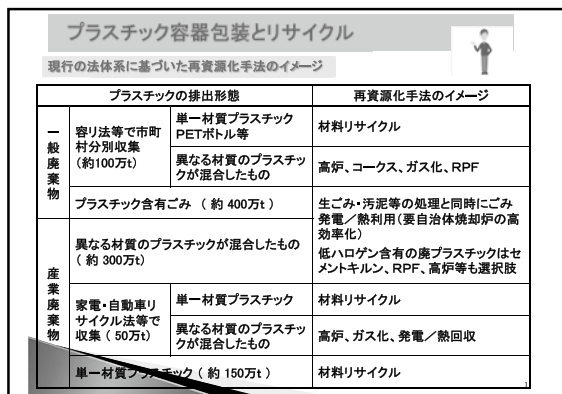 プラスチック容器包装とリサイクル
現行の法体系に基づいた再資源化手法のイメージ
プラスチックの排出形態
再資源化手法のイメージ
一般廃棄物
容リ法等で市町
村分別収集
(約100万t)
単一材質プラスチック
PETボトル等
材料リサイクル
異なる材質のプラスチッ
クが混合したもの
高炉、コークス、ガス化、RPF
プラスチック含有ごみ ( 約 400万t )
生ごみ・汚泥等の処理と同時にごみ
発電／熱利用(要自治体焼却炉の高
効率化)
低ハロゲン含有の廃プラスチックはセ
メントキルン、RPF、高炉等も選択肢
産業廃棄物
異なる材質のプラスチックが混合したもの
( 約 300万t)
家電・自動車リ
サイクル法等で
収集 ( 50万t)
単一材質プラスチック
材料リサイクル
異なる材質のプラスチッ
クが混合したもの
高炉、ガス化、発電／熱回収
単一材質プラスチック ( 約 150万t )
材料リサイクル
1